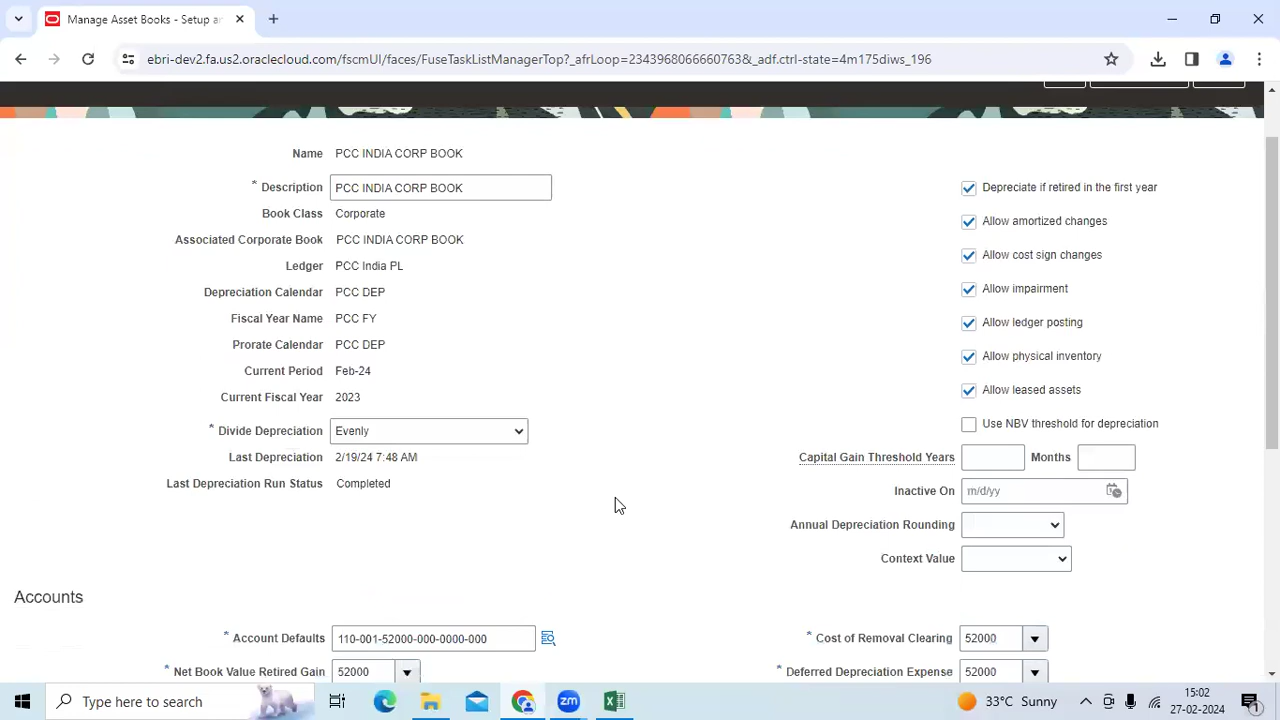 Manage Asset Books - Setup an
ebri-dev2.fa.us2.oraclecloud.com/fscmUI/faces/FuseTaskListManagerTop?_afrLoop=23439680666607638&_adf.ctrl-state=4m175diws_196
Name PCC INDIA CORP BOOK
* Description PCC INDIA CORP BOOK
Book Class Corporate
Associated Corporate Book PCC INDIA CORP BOOK
Ledger PCC India PL
Depreciation Calendar PCC DEP
Fiscal Year Name PCC FY
Prorate Calendar PCC DEP
Current Period Feb-24
Current Fiscal Year 2023
* Divide Depreciation Evenly
Last Depreciation 2/19/24 7:48 AM
Last Depreciation Run Status Completed
Depreciate if retired in the first year
Allow amortized changes
Allow cost sign changes
Allow impairment
Allow ledger posting
Allow physical inventory
Allow leased assets
Use NBV threshold for depreciation
Capital Gain Threshold Years Months
Inactive On m/d/yy
Annual Depreciation Rounding
Context Value
Accounts
* Account Defaults 110-001-52000-000-0000-000
* Cost of Removal Clearing 52000
* Net Book Value Retired Gain 52000
* Deferred Depreciation Expense 52000
Type here to search
zm
33°C Sunny
15:02
27-02-2024
1